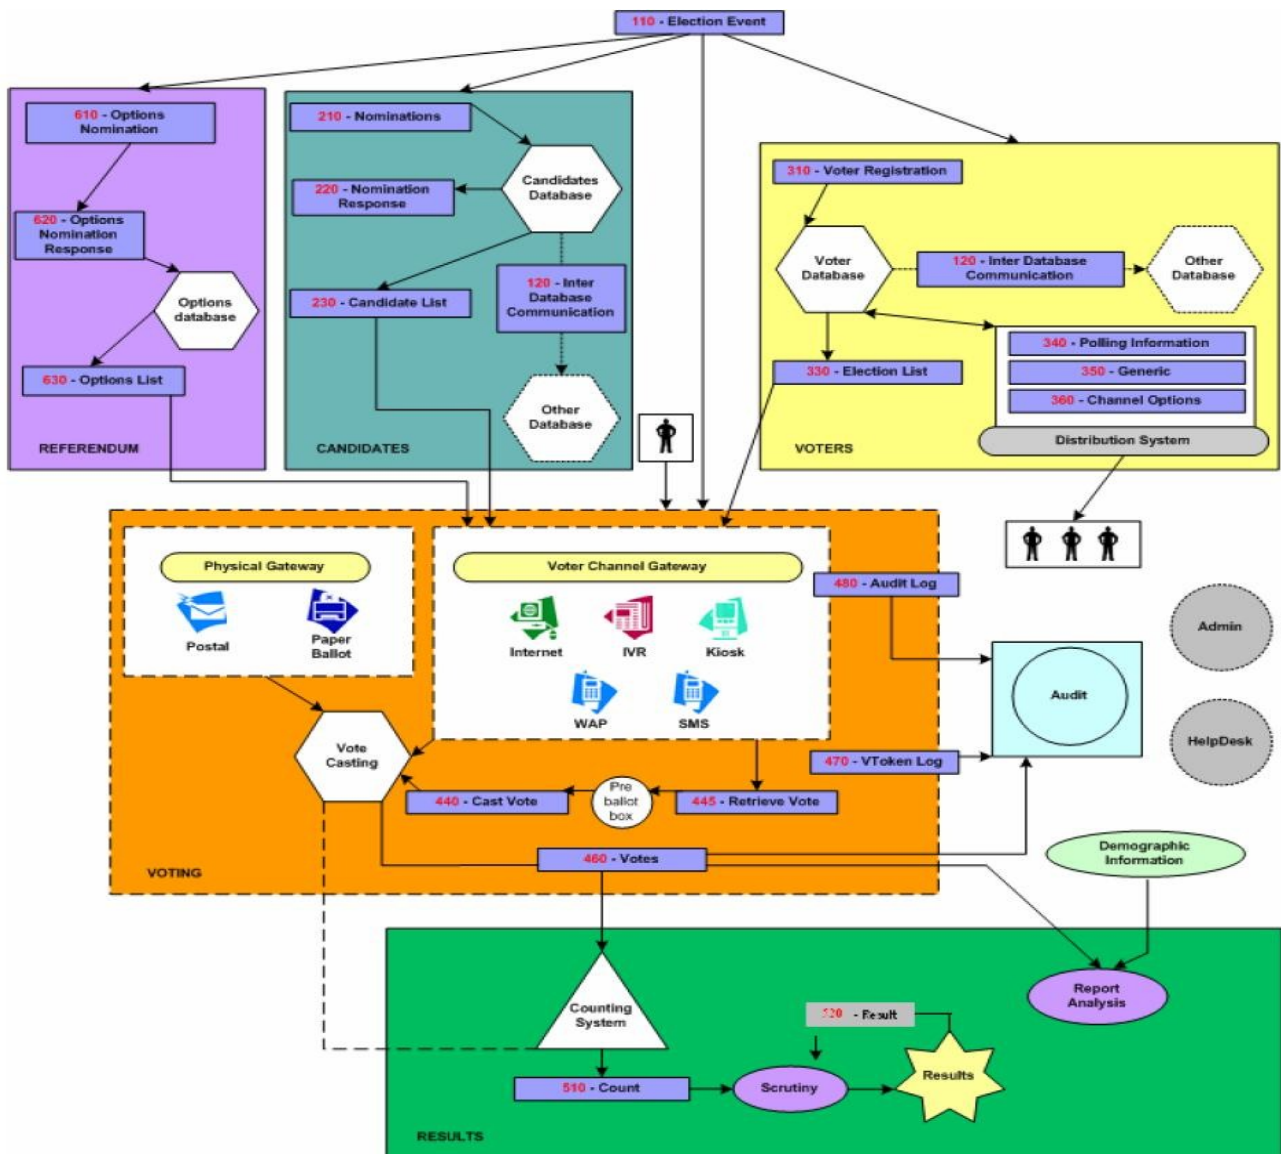 110 - Election Event
610 - Options
Nomination
620 - Options
Nomination
Response
Options
database
630 - Options List
REFERENDUM
210 - Nominations
Candidates
Database
220 - Nomination
Response
120 - Inter
Database
Communication
230 - Candidate List
Other
Database
CANDIDATES
310 - Voter Registration
Voter
Database
120 - Inter Database
Communication
Other
Database
340 - Polling Information
350 - Generic
360 - Channel Options
330 - Election List
Distribution System
VOTERS
Physical Gateway
Postal
Paper
Ballot
Voter Channel Gateway
Internet
IVR
Kiosk
WAP
SMS
480 - Audit Log
Audit
Admin
HelpDesk
470 - VToken Log
Vote
Casting
440 - Cast Vote
Pre
ballot
box
445 - Retrieve Vote
460 - Votes
VOTING
Demographic
Information
Report
Analysis
Counting
System
520 - Result
510 - Count
Scrutiny
Results
RESULTS